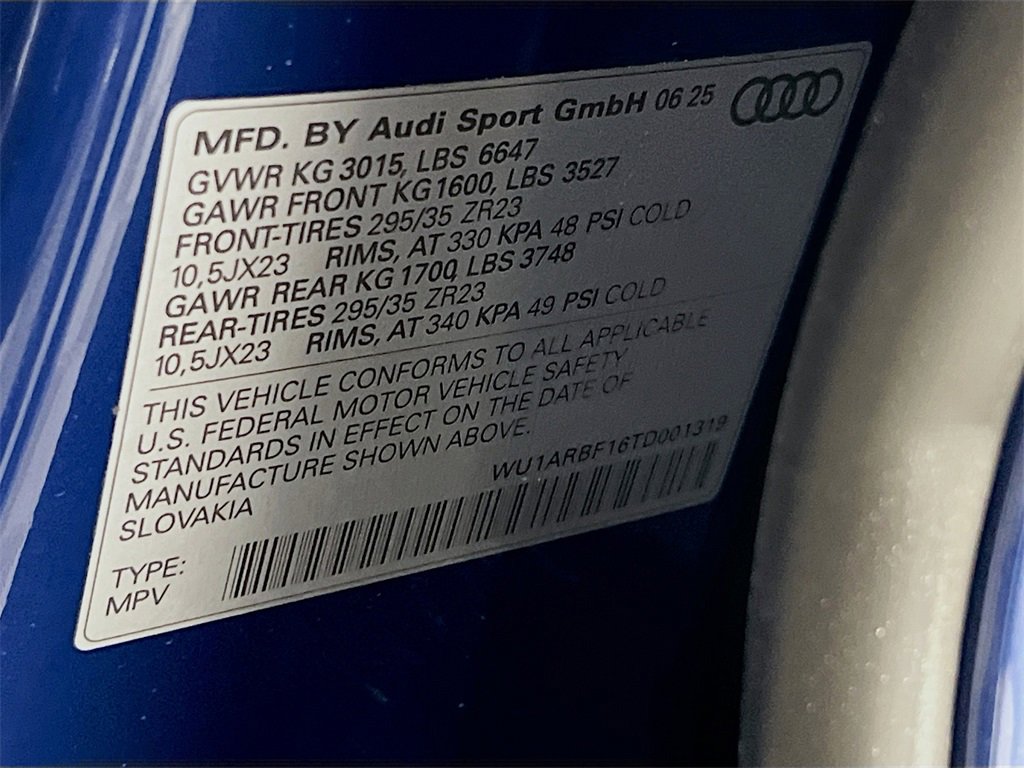 MFD. BY Audi Sport GmbH 06 25
GVWR KG 3015, LBS 6647
GAWR FRONT KG 1600, LBS 3527
FRONT-TIRES 295/35 ZR23
10,5JX23 RIMS, AT 330 KPA 48 PSI COLD
GAWR REAR KG 1700, LBS 3748
REAR-TIRES 295/35 ZR23
10,5JX23 RIMS, AT 340 KPA 49 PSI COLD
THIS VEHICLE CONFORMS TO ALL APPLICABLE
U.S. FEDERAL MOTOR VEHICLE SAFETY
STANDARDS IN EFFECT ON THE DATE OF
MANUFACTURE SHOWN ABOVE.
SLOVAKIA
WU1ARBF16TD001319
TYPE:
MPV